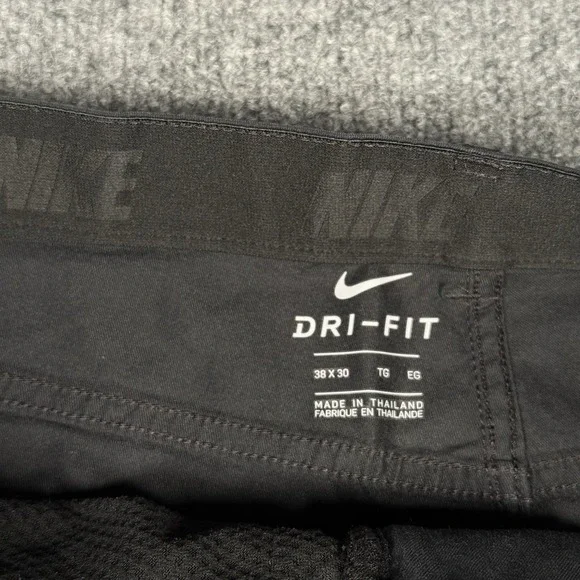 NIKE NIKE
DRI-FIT
38 X 30 TG EG
MADE IN THAILAND
FABRIQUE EN THAILANDE